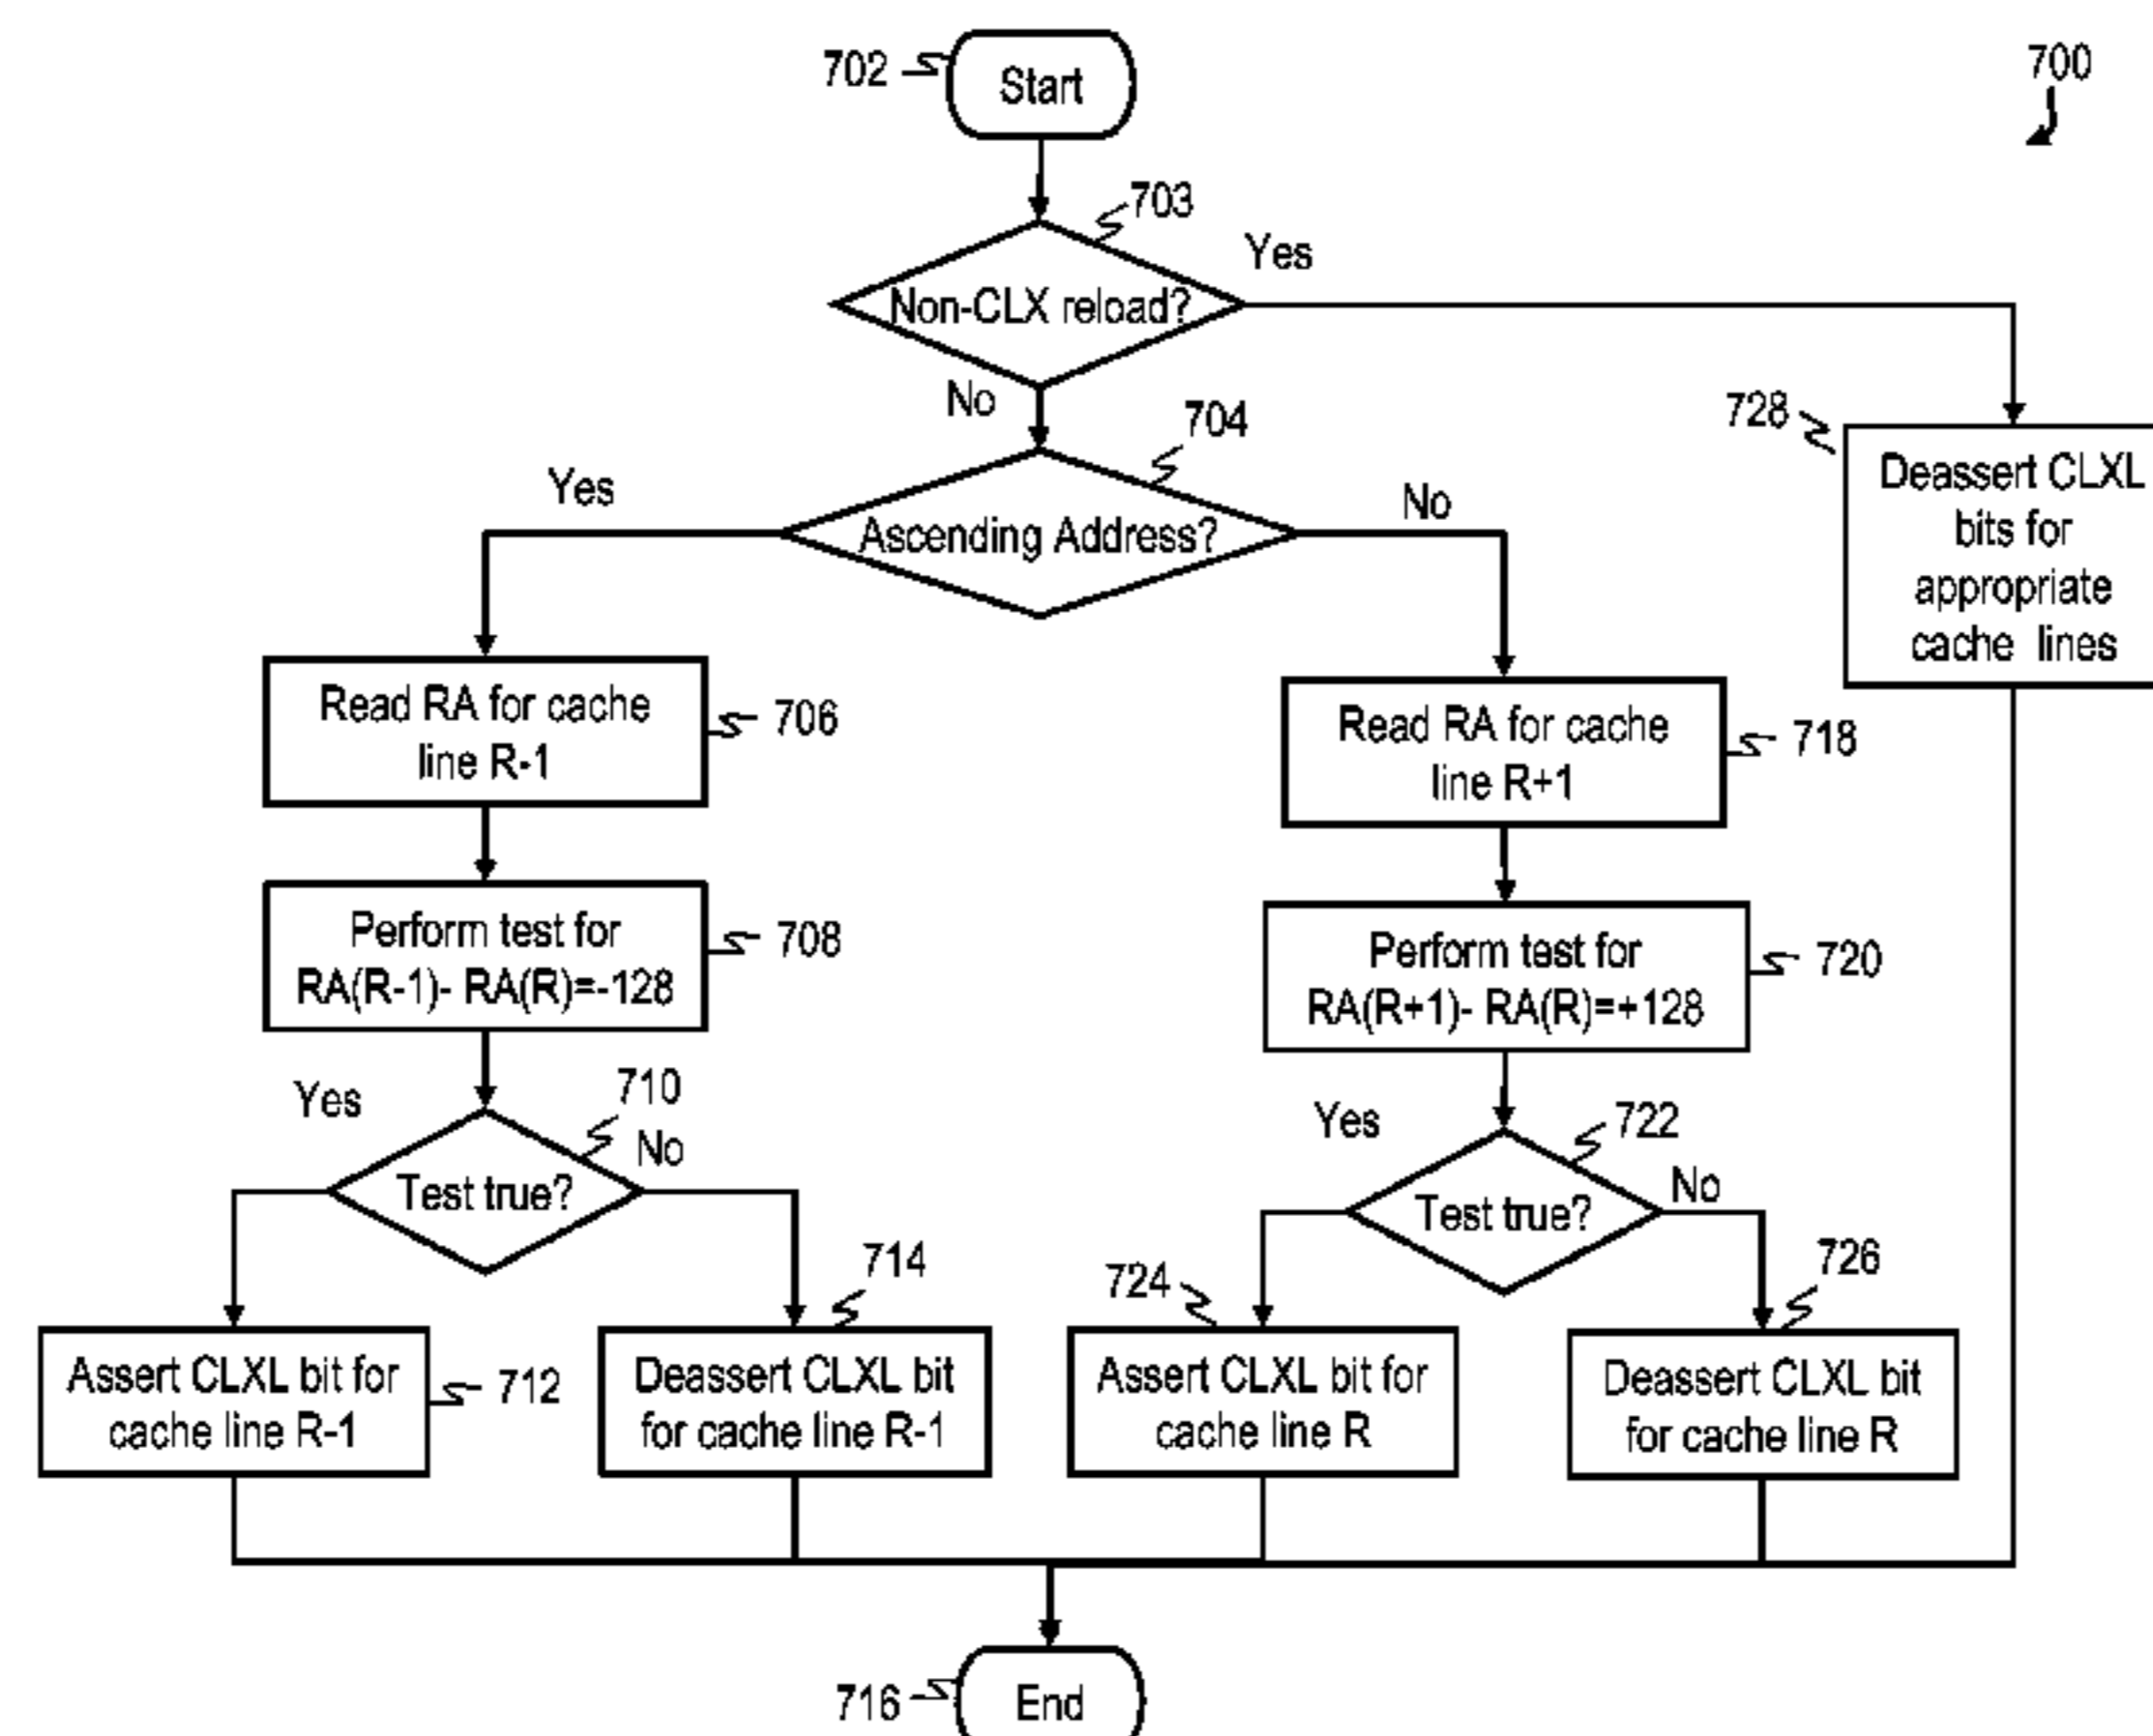 702
Start
700
703
Yes
Non-CLX reload?
No
704
728
Yes
No
Ascending Address?
Deassert CLXL
bits for
appropriate
cache lines
Read RA for cache
line R-1
706
Read RA for cache
line R+1
718
Perform test for
RA(R-1)- RA(R)=-128
708
Perform test for
RA(R+1)- RA(R)=+128
720
Yes
710
No
Test true?
Yes
722
No
Test true?
714
724
726
Assert CLXL bit for
cache line R-1
712
Deassert CLXL bit
for cache line R-1
Assert CLXL bit for
cache line R
Deassert CLXL bit
for cache line R
716
End